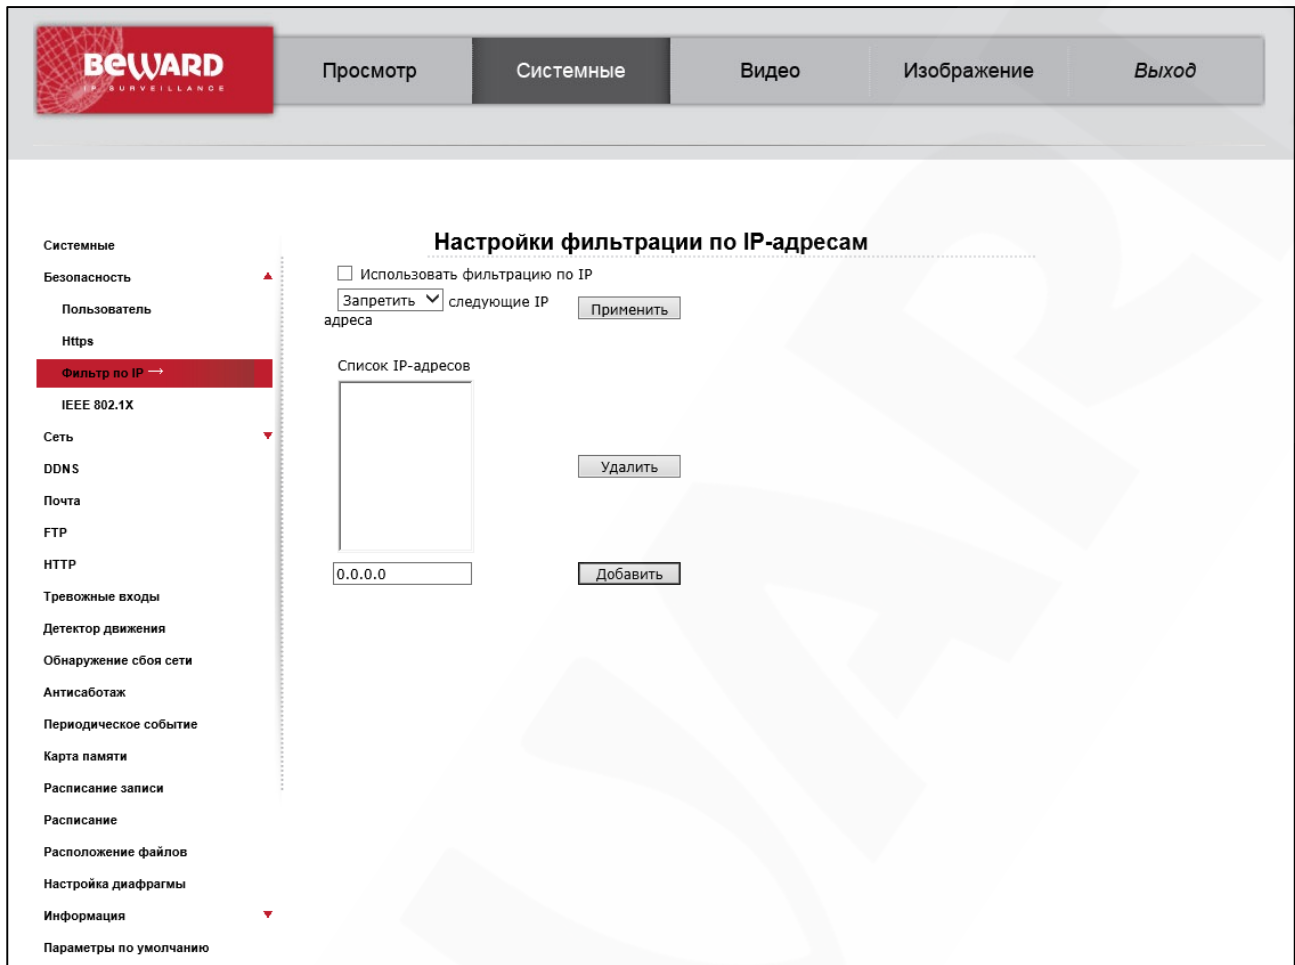 BEWARD
IP SURVEILLANCE
Просмотр
Системные
Видео
Изображение
Выход
Системные
Безопасность
Пользователь
Https
Фильтр по IP →
IEEE 802.1X
Сеть
DDNS
Почта
FTP
HTTP
Тревожные входы
Детектор движения
Обнаружение сбоя сети
Антисаботаж
Периодическое событие
Карта памяти
Расписание записи
Расписание
Расположение файлов
Настройка диафрагмы
Информация
Параметры по умолчанию
Настройки фильтрации по IP-адресам
Использовать фильтрацию по IP
Запретить следующие IP
адреса
Применить
Список IP-адресов
Удалить
0.0.0.0
Добавить